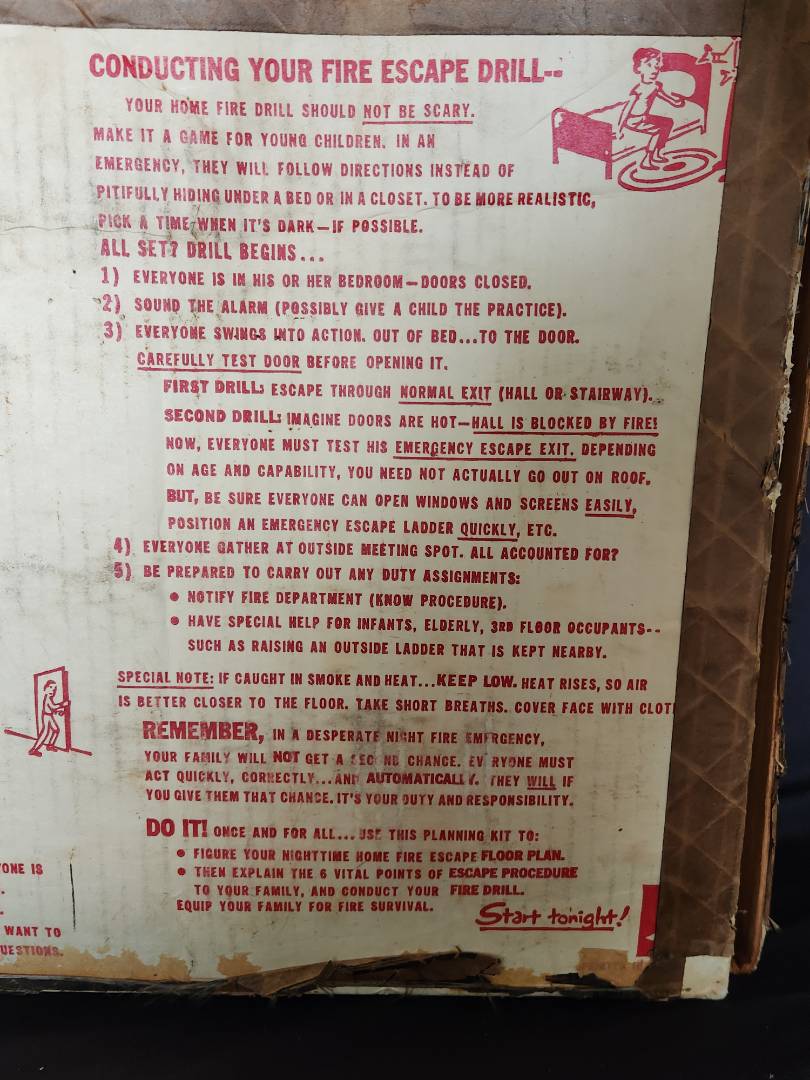 CONDUCTING YOUR FIRE ESCAPE DRILL--
YOUR HOME FIRE DRILL SHOULD NOT BE SCARY.
MAKE IT A GAME FOR YOUNG CHILDREN. IN AN
EMERGENCY, THEY WILL FOLLOW DIRECTIONS INSTEAD OF
PITIFULLY HIDING UNDER A BED OR IN A CLOSET. TO BE MORE REALISTIC,
PICK A TIME WHEN IT'S DARK—IF POSSIBLE.
ALL SET? DRILL BEGINS...
1) EVERYONE IS IN HIS OR HER BEDROOM—DOORS CLOSED.
2) SOUND THE ALARM (POSSIBLY GIVE A CHILD THE PRACTICE).
3) EVERYONE SWINGS INTO ACTION. OUT OF BED...TO THE DOOR.
CAREFULLY TEST DOOR BEFORE OPENING IT.
FIRST DRILL: ESCAPE THROUGH NORMAL EXIT (HALL OR STAIRWAY).
SECOND DRILL: IMAGINE DOORS ARE HOT—HALL IS BLOCKED BY FIRE!
NOW, EVERYONE MUST TEST HIS EMERGENCY ESCAPE EXIT. DEPENDING
ON AGE AND CAPABILITY, YOU NEED NOT ACTUALLY GO OUT ON ROOF.
BUT, BE SURE EVERYONE CAN OPEN WINDOWS AND SCREENS EASILY,
POSITION AN EMERGENCY ESCAPE LADDER QUICKLY, ETC.
4) EVERYONE GATHER AT OUTSIDE MEETING SPOT. ALL ACCOUNTED FOR?
5) BE PREPARED TO CARRY OUT ANY DUTY ASSIGNMENTS:
● NOTIFY FIRE DEPARTMENT (KNOW PROCEDURE).
● HAVE SPECIAL HELP FOR INFANTS, ELDERLY, 3RD FLOOR OCCUPANTS--
SUCH AS RAISING AN OUTSIDE LADDER THAT IS KEPT NEARBY.
SPECIAL NOTE: IF CAUGHT IN SMOKE AND HEAT...KEEP LOW. HEAT RISES, SO AIR
IS BETTER CLOSER TO THE FLOOR. TAKE SHORT BREATHS. COVER FACE WITH CLOT
REMEMBER, IN A DESPERATE NIGHT FIRE EMERGENCY,
YOUR FAMILY WILL NOT GET A SECOND CHANCE. EVERYONE MUST
ACT QUICKLY, CORRECTLY...AND AUTOMATICALLY. THEY WILL IF
YOU GIVE THEM THAT CHANCE. IT'S YOUR DUTY AND RESPONSIBILITY.
DO IT! ONCE AND FOR ALL... USE THIS PLANNING KIT TO:
● FIGURE YOUR NIGHTTIME HOME FIRE ESCAPE FLOOR PLAN.
● THEN EXPLAIN THE 6 VITAL POINTS OF ESCAPE PROCEDURE
TO YOUR FAMILY, AND CONDUCT YOUR FIRE DRILL.
EQUIP YOUR FAMILY FOR FIRE SURVIVAL.
Start tonight!
YONE IS
WANT TO
UESTIONS.